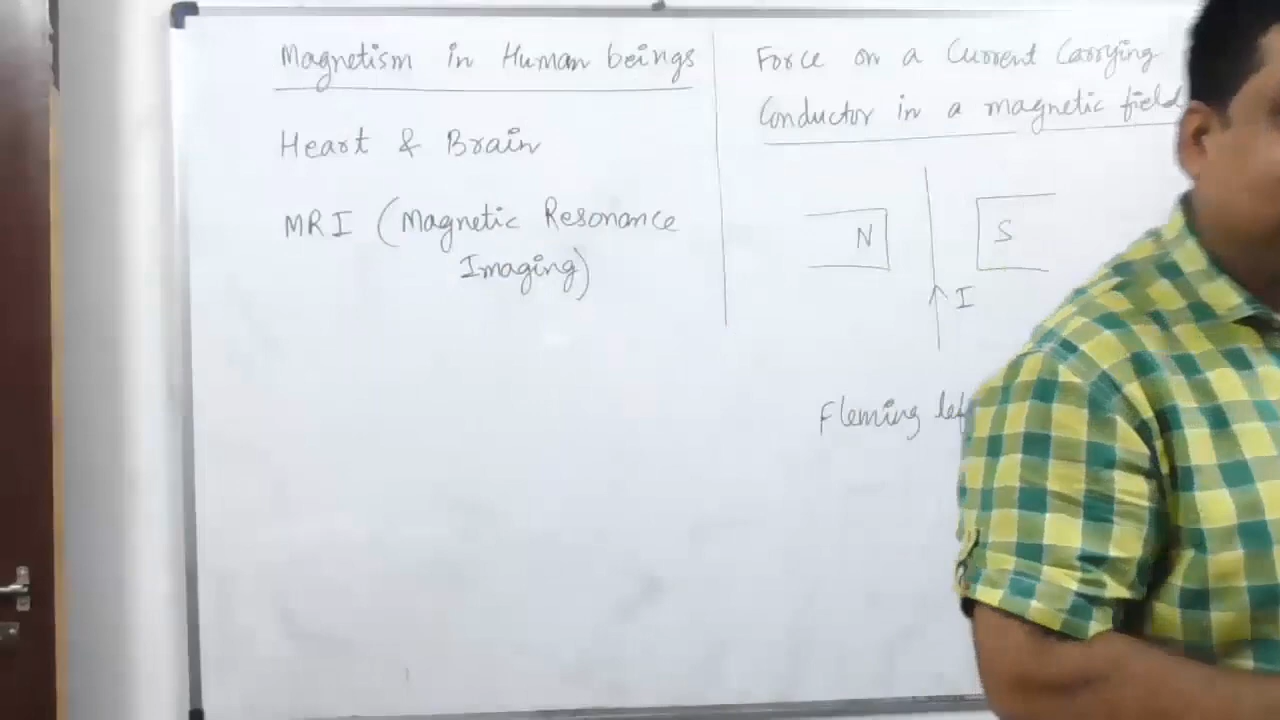 Magnetism in Human beings
Heart & Brain
MRI (Magnetic Resonance
Imaging)
Force on a Current Carrying
Conductor in a magnetic field
N
S
I
Fleming